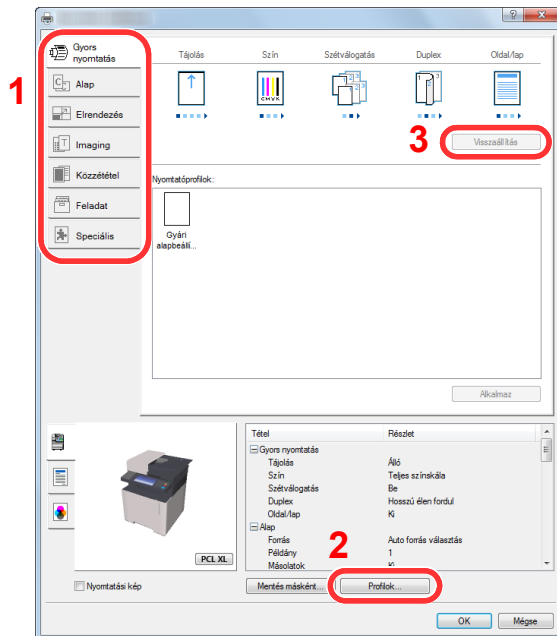 1
Gyors nyomtatás
Alap
Elrendezés
Imaging
Közzététel
Feladat
Speciális
Tájolás Szín Szétválogatás Duplex Oldal/lap
CMYK
3
Visszaállítás
Nyomtatóprofilok:
Gyári
alapbeállí...
Alkalmaz
PCL XL
Nyomtatási kép
Tétel Részlet
Gyors nyomtatás
Tájolás Álló
Szín Teljes színskála
Szétválogatás Be
Duplex Hosszú élen fordul
Oldal/lap Ki
Alap
Forrás Auto forrás választás
Példány 1
Másolatok Ki
2
Mentés másként... Profilok...
OK Mégse